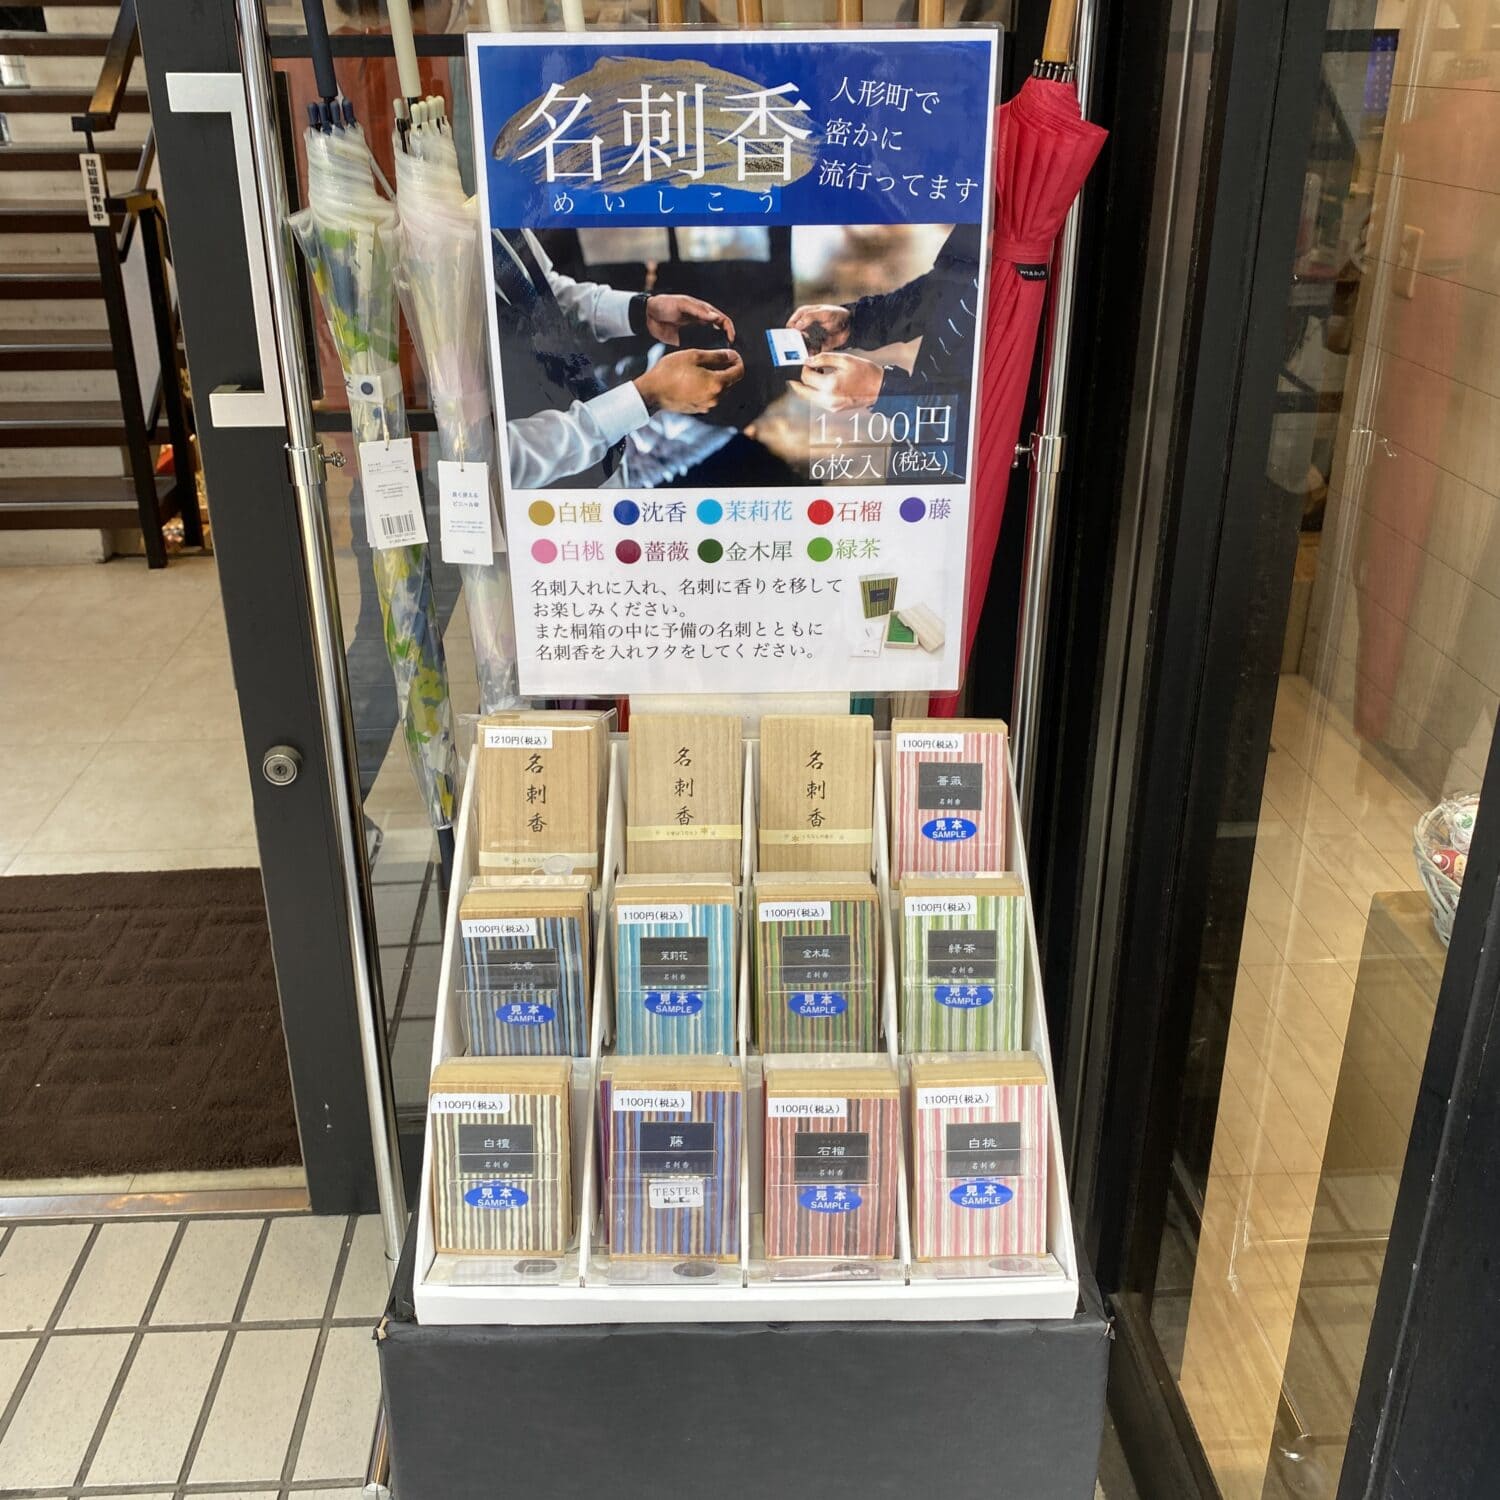 名刺香
めいしこう
人形町で
密かに
流行ってます
1,100円
6枚入(税込)
白檀 沈香 茉莉花 石榴 藤
白桃 薔薇 金木犀 緑茶
名刺入れに入れ、名刺に香りを移して
お楽しみください。
また桐箱の中に予備の名刺とともに
名刺香を入れフタをしてください。
1210円(税込)
名刺香
名刺香
名刺香
1100円(税込)
薔薇
名刺香
見本
SAMPLE
1100円(税込)
沈香
名刺香
見本
SAMPLE
1100円(税込)
茉莉花
名刺香
見本
SAMPLE
1100円(税込)
金木犀
名刺香
見本
SAMPLE
1100円(税込)
緑茶
名刺香
見本
SAMPLE
1100円(税込)
白檀
名刺香
見本
SAMPLE
1100円(税込)
藤
名刺香
TESTER
1100円(税込)
石榴
名刺香
見本
SAMPLE
1100円(税込)
白桃
名刺香
見本
SAMPLE